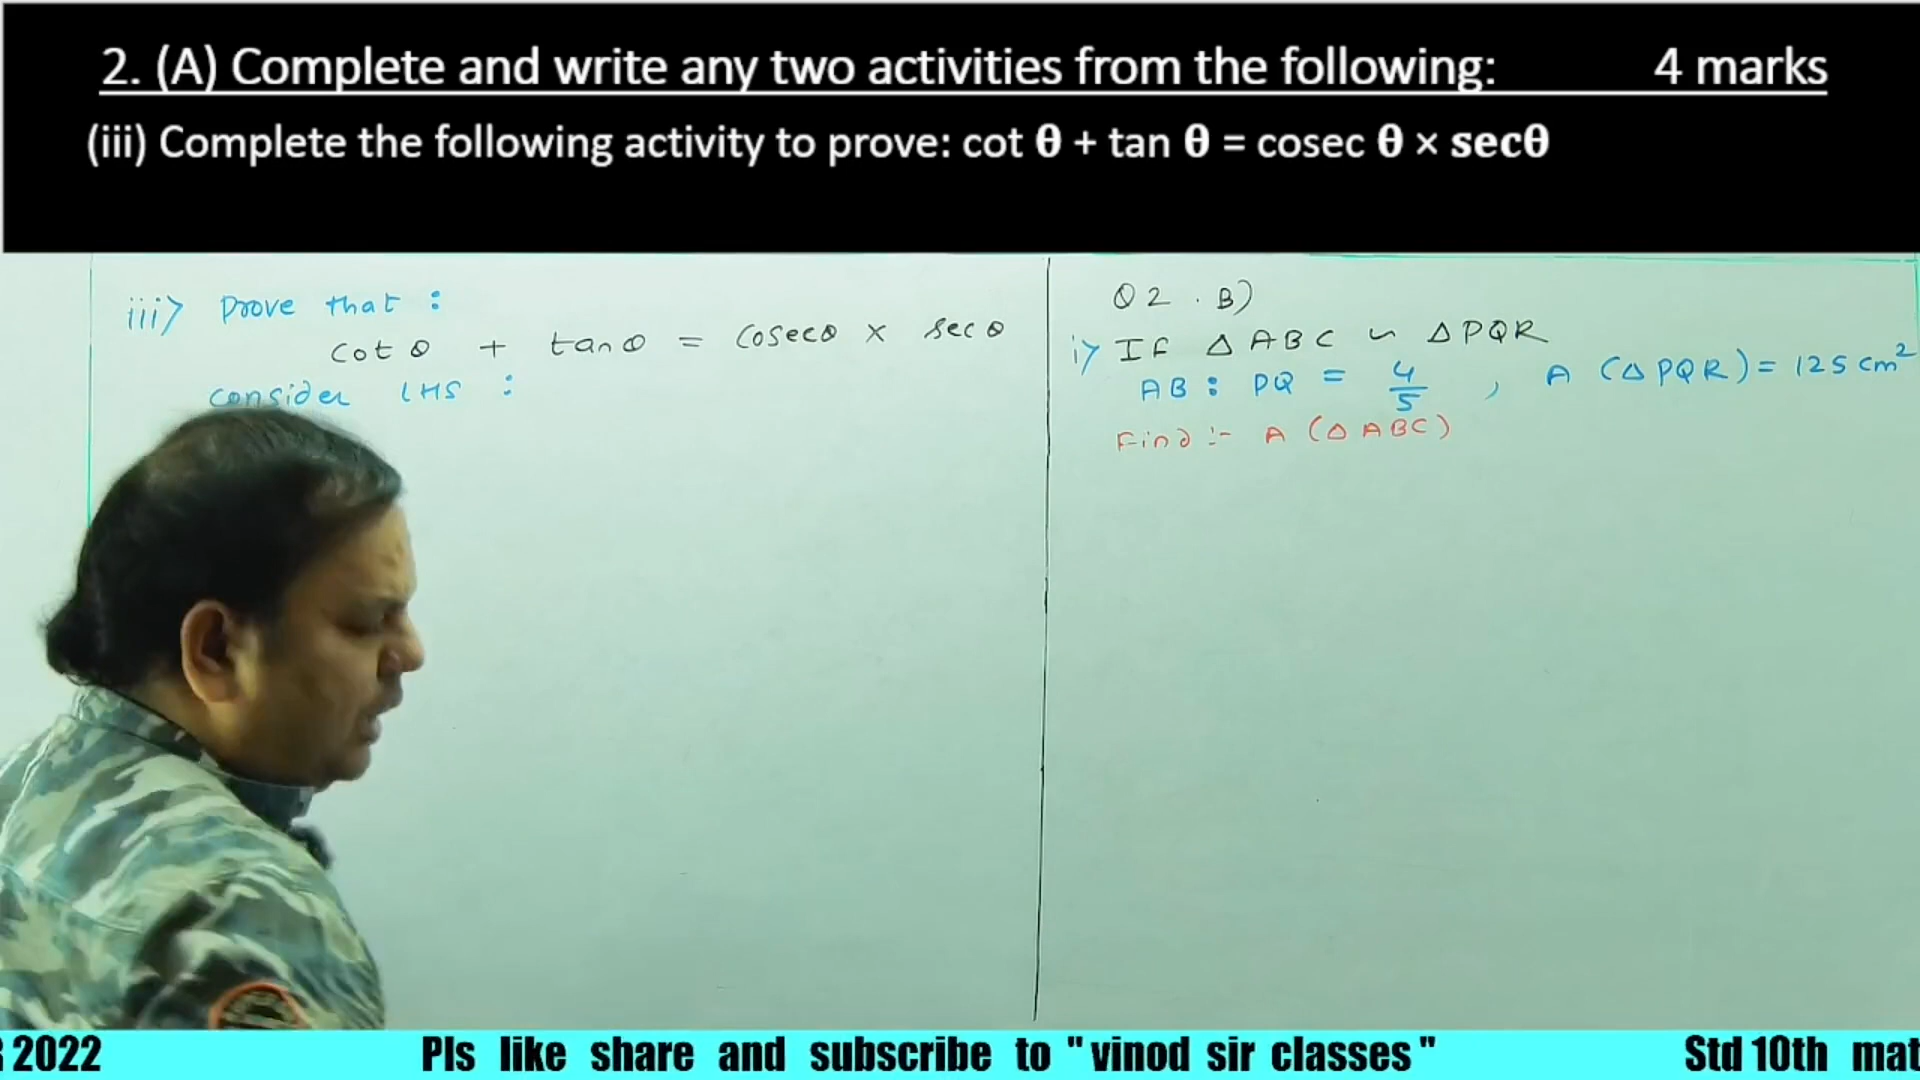 2. (A) Complete and write any two activities from the following: 4 marks
(iii) Complete the following activity to prove: cot θ + tan θ = cosec θ × secθ
iii> Prove that :
cot θ + tan θ = cosec θ × sec θ
consider LHS :
Q2 . B)
i> If △ ABC ~ △ PQR
AB : PQ = 4/5 , A (△ PQR) = 125 cm²
Find :- A (△ ABC)
2022 Pls like share and subscribe to " vinod sir classes " Std 10th mat